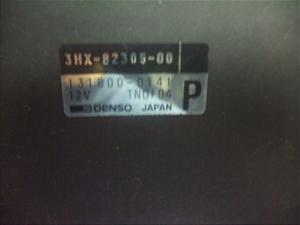 3HX-82305-00
131800-0141
12V TNDF04
P
DENSO JAPAN